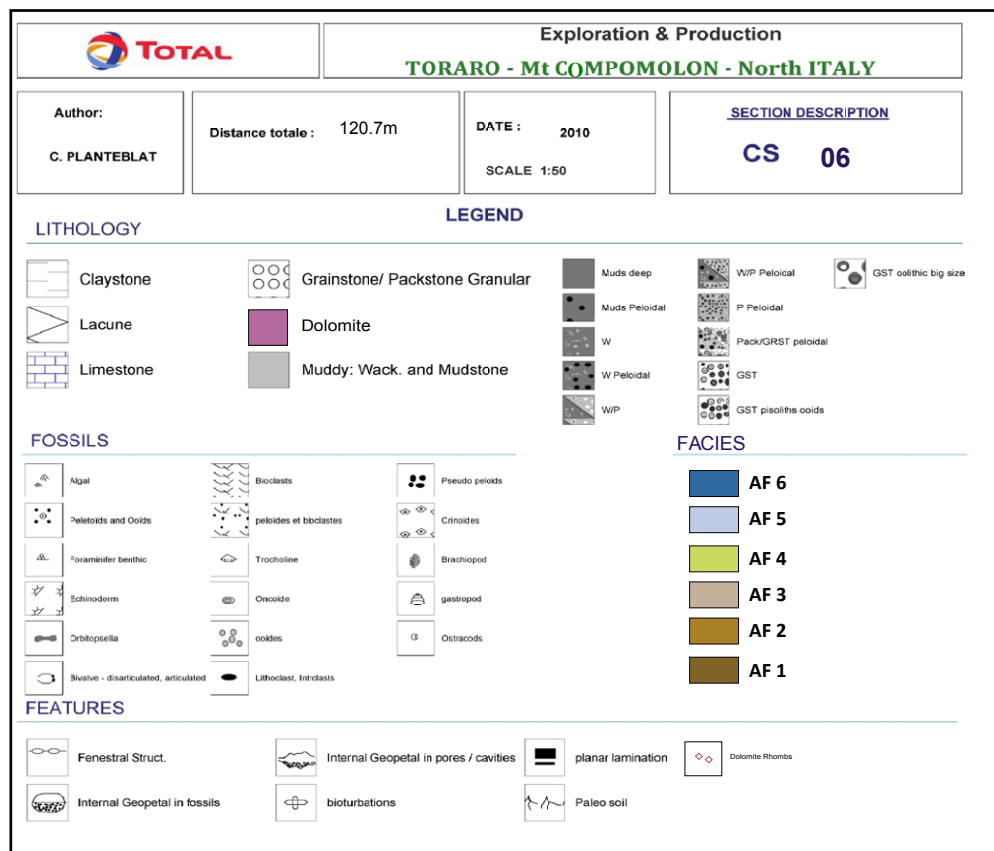 TOTAL
Exploration & Production
TORARO - Mt COMPOMOLON - North ITALY
Author:
C. PLANTEBLAT
Distance totale : 120.7m
DATE : 2010
SCALE 1:50
SECTION DESCRIPTION
CS 06
LEGEND
LITHOLOGY
Claystone
Lacune
Limestone
Grainstone/ Packstone Granular
Dolomite
Muddy: Wack. and Mudstone
Muds deep
Muds Peloidal
W
W Peloidal
W/P
W/P Peloical
P Peloidal
Pack/GRST peloidal
GST
GST pisoliths ooids
GST oolithic big size
FOSSILS
Algal
Peletoïds and Ooïds
Foraminifer benthic
Echinoderm
Orbitopsella
Bivalve - disarticulated, articulated
Bioclasts
peloïdes et bioclastes
Trocholine
Oncoide
ooides
Lithoclast, Intrclasts
Pseudo peloids
Crinoides
Brachiopod
gastropod
Ostracods
FACIES
AF 6
AF 5
AF 4
AF 3
AF 2
AF 1
FEATURES
Fenestral Struct.
Internal Geopetal in fossils
Internal Geopetal in pores / cavities
bioturbations
planar lamination
Paleo soil
Dolomite Rhombs